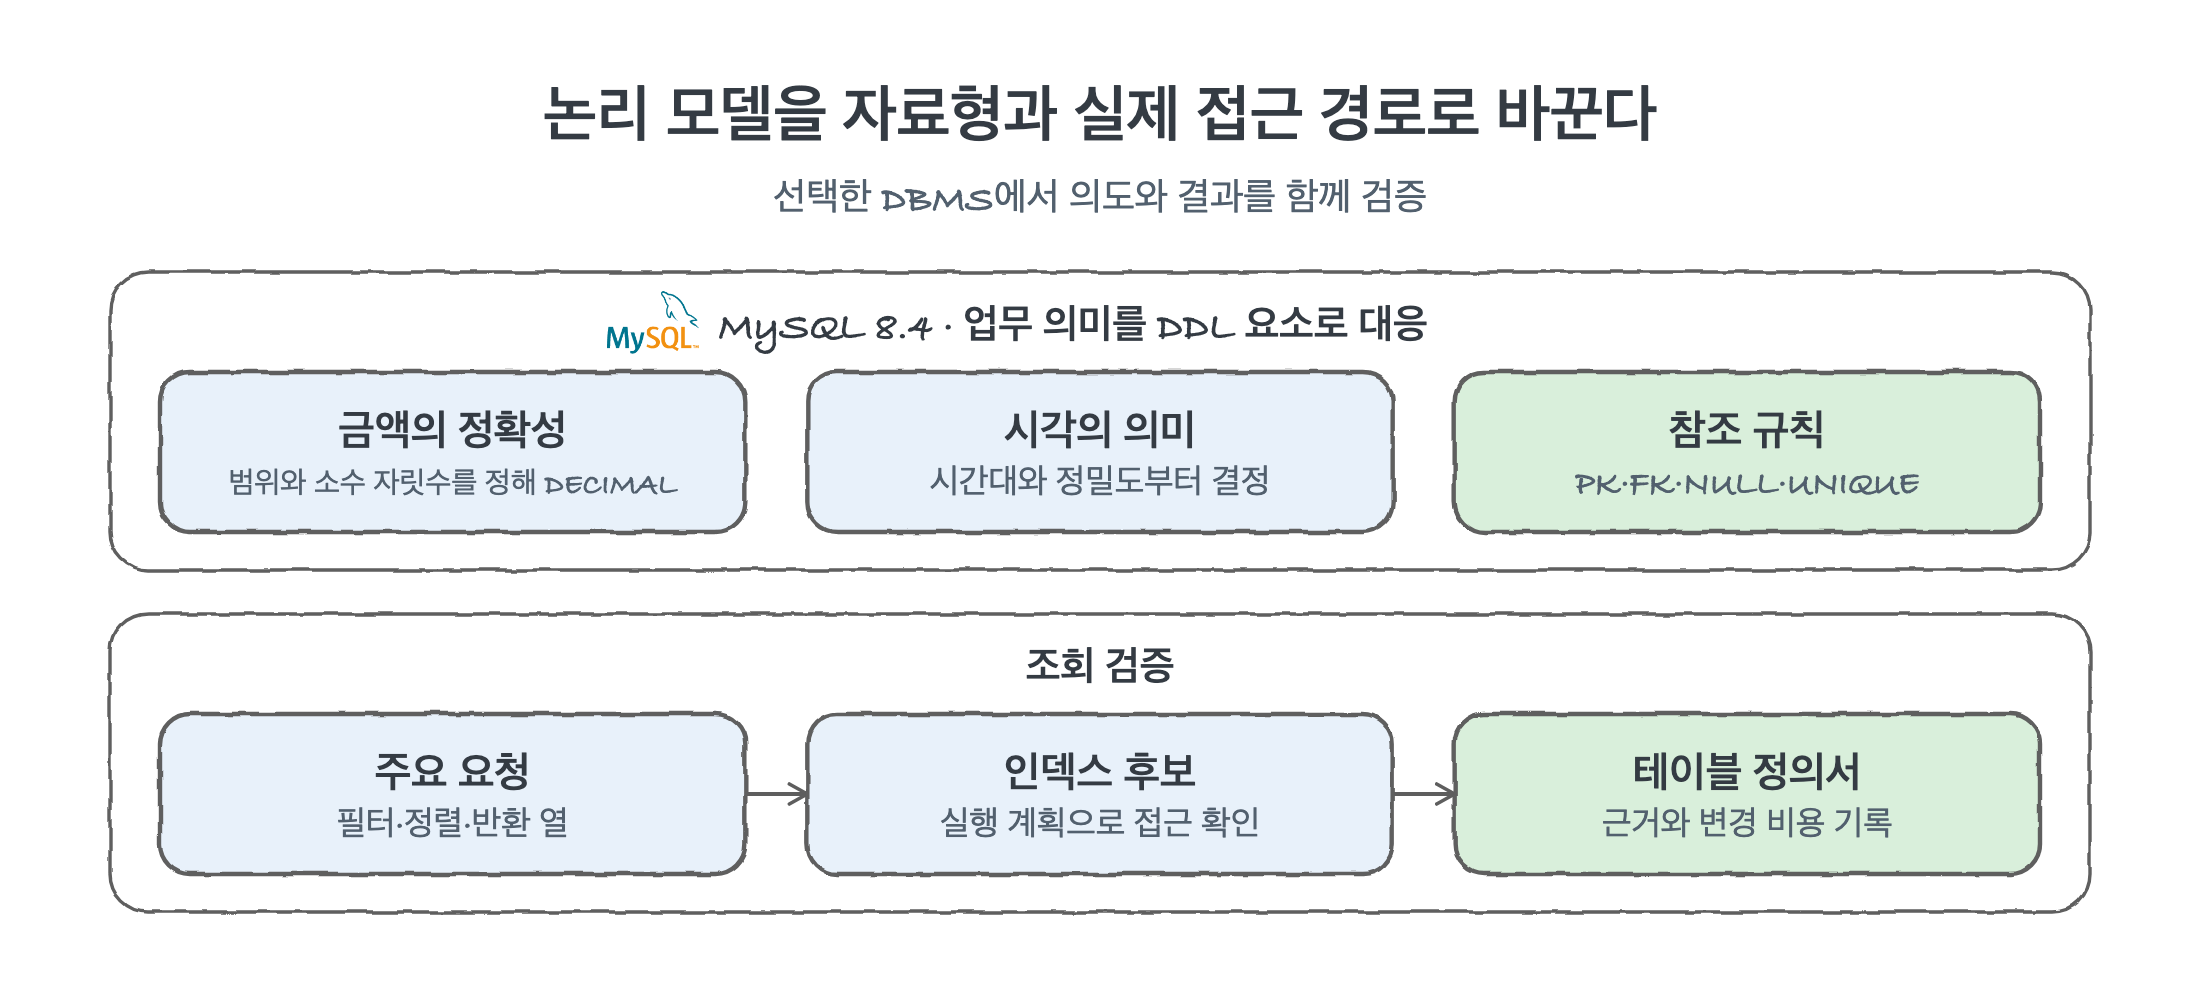 논리 모델을 자료형과 실제 접근 경로로 바꾼다
선택한 DBMS에서 의도와 결과를 함께 검증
MySQL™ MySQL 8.4 · 업무 의미를 DDL 요소로 대응
금액의 정확성
범위와 소수 자릿수를 정해 DECIMAL
시각의 의미
시간대와 정밀도부터 결정
참조 규칙
PK·FK·NULL·UNIQUE
조회 검증
주요 요청
필터·정렬·반환 열
인덱스 후보
실행 계획으로 접근 확인
테이블 정의서
근거와 변경 비용 기록